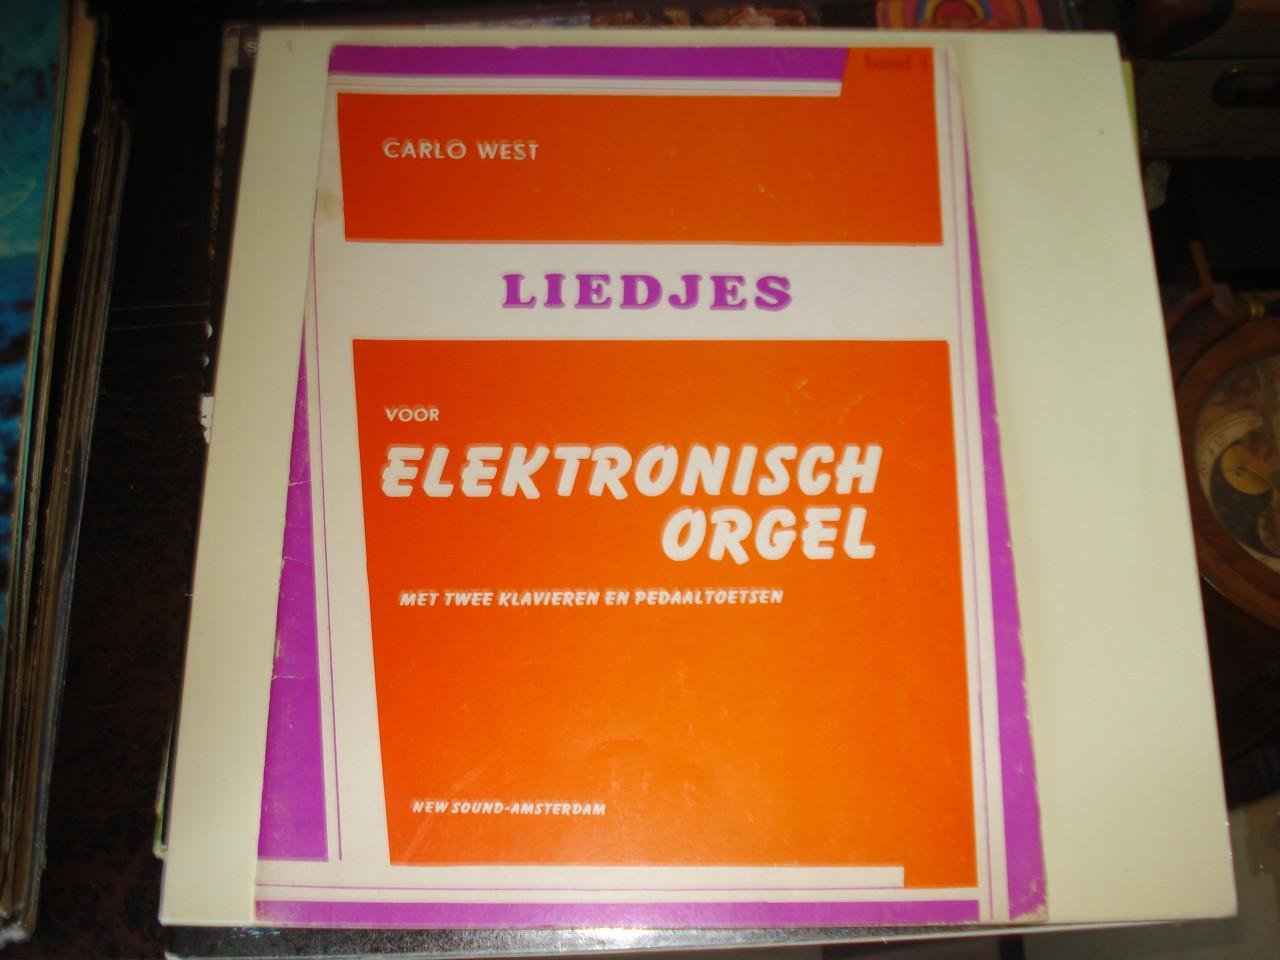 band 1
CARLO WEST
LIEDJES
VOOR
ELEKTRONISCH
ORGEL
MET TWEE KLAVIEREN EN PEDAALTOETSEN
NEW SOUND-AMSTERDAM